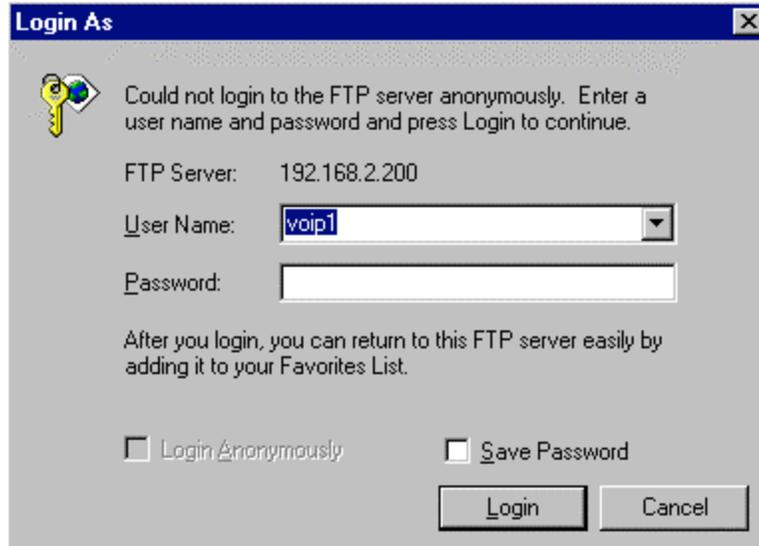 Login As
Could not login to the FTP server anonymously. Enter a
user name and password and press Login to continue.
FTP Server: 192.168.2.200
User Name: voip1
Password:
After you login, you can return to this FTP server easily by
adding it to your Favorites List.
Login Anonymously Save Password
Login Cancel